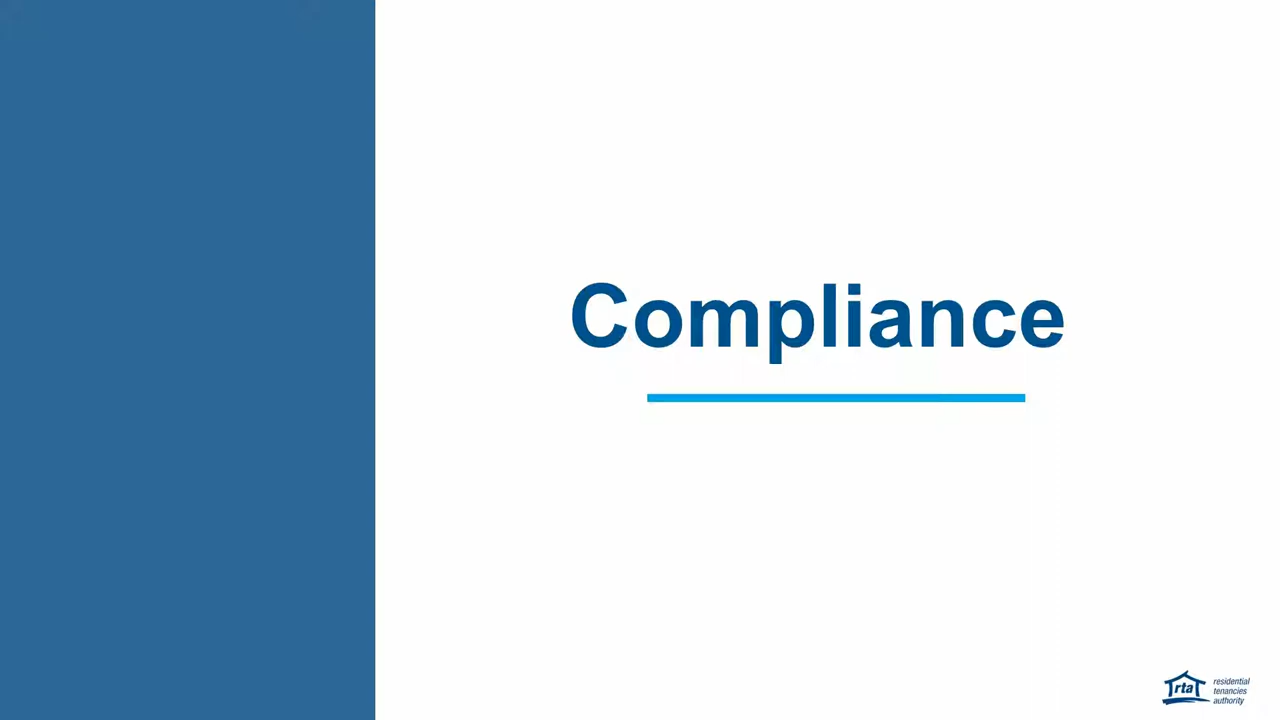 Compliance
rta
residential
tenancies
authority